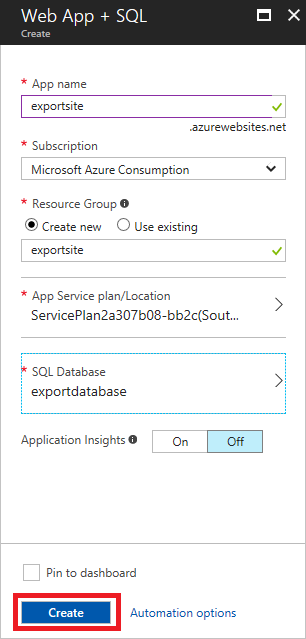 Web App + SQL
Create
* App name
exportsite
.azurewebsites.net
* Subscription
Microsoft Azure Consumption
* Resource Group
Create new Use existing
exportsite
* App Service plan/Location
ServicePlan2a307b08-bb2c(Sout...
* SQL Database
exportdatabase
Application Insights On Off
Pin to dashboard
Create Automation options